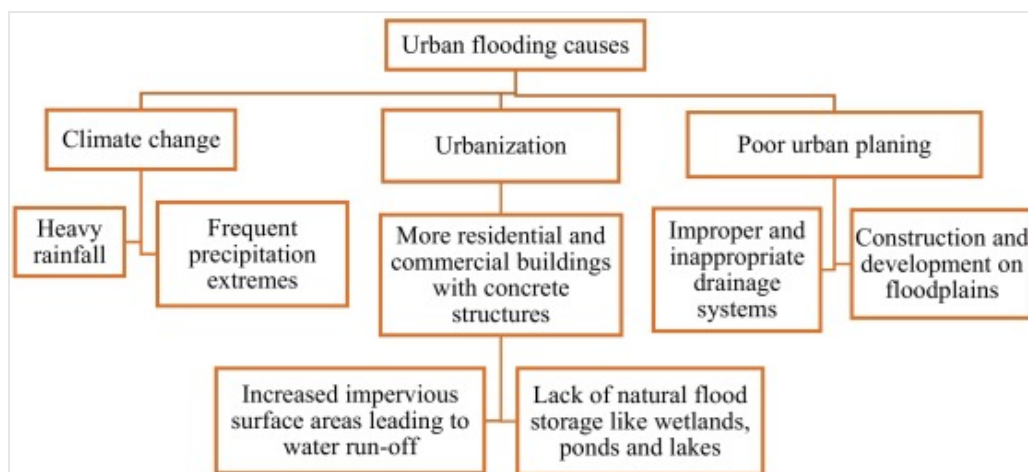 Urban flooding causes
Climate change
Urbanization
Poor urban planing
Heavy
rainfall
Frequent
precipitation
extremes
More residential and
commercial buildings
with concrete
structures
Improper and
inappropriate
drainage
systems
Construction and
development on
floodplains
Increased impervious
surface areas leading to
water run-off
Lack of natural flood
storage like wetlands,
ponds and lakes